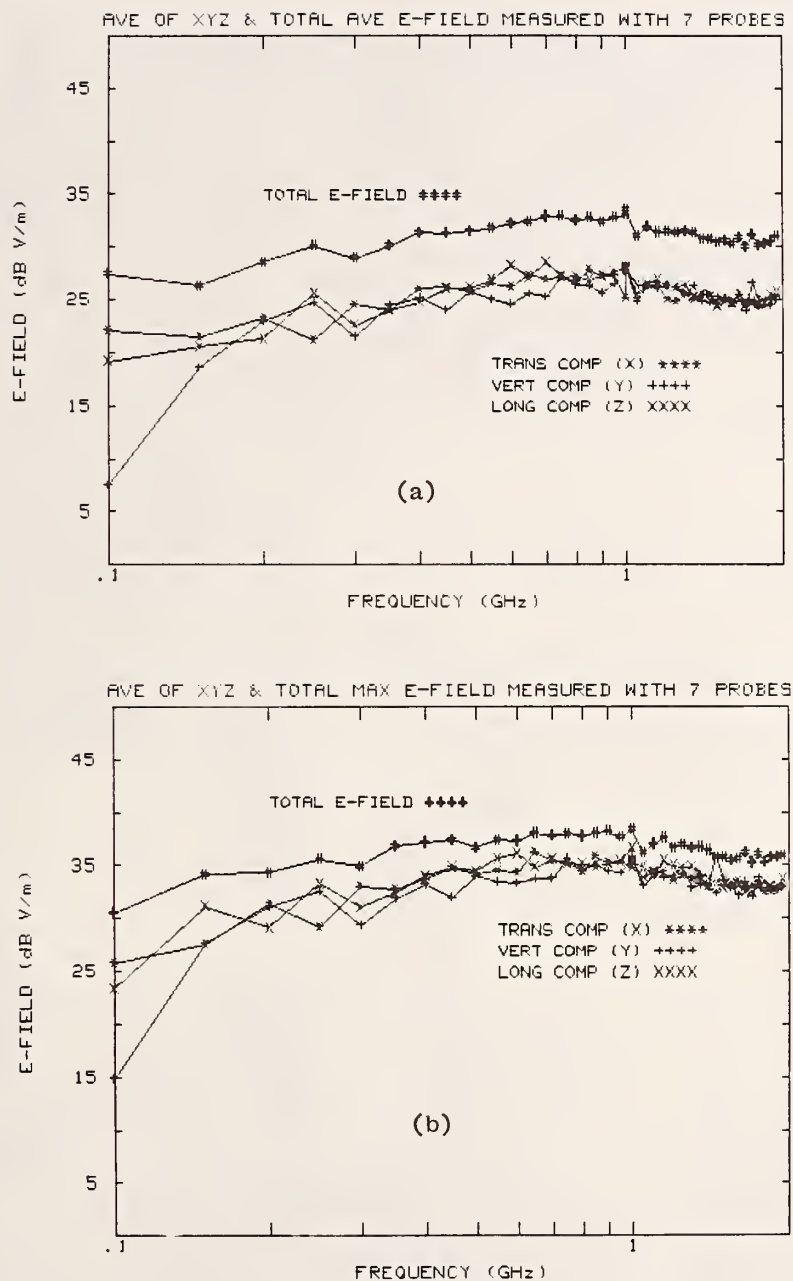 AVE OF XYZ & TOTAL AVE E-FIELD MEASURED WITH 7 PROBES
45
35
25
15
5
E-FIELD (dB V/m)
TOTAL E-FIELD ‡‡‡‡
TRANS COMP (X) ****
VERT COMP (Y) ++++
LONG COMP (Z) XXXX
(a)
.1
1
FREQUENCY (GHz)
AVE OF XYZ & TOTAL MAX E-FIELD MEASURED WITH 7 PROBES
45
35
25
15
5
E-FIELD (dB V/m)
TOTAL E-FIELD ‡‡‡‡
TRANS COMP (X) ****
VERT COMP (Y) ++++
LONG COMP (Z) XXXX
(b)
.1
1
FREQUENCY (GHz)